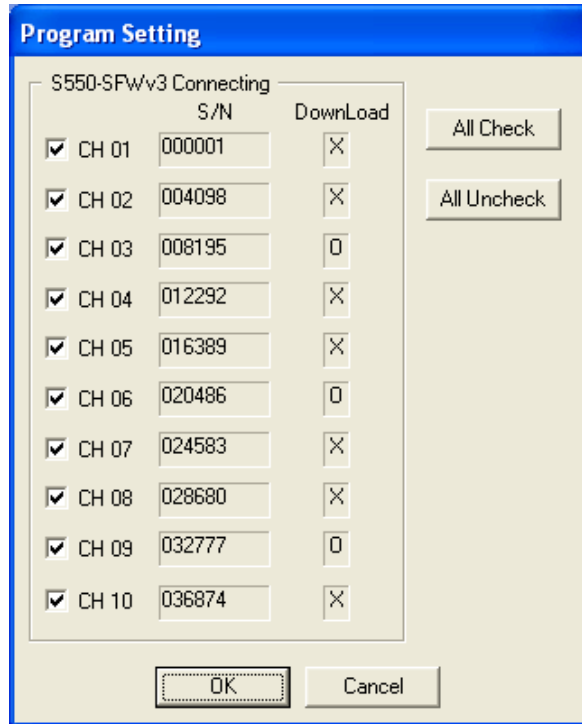 Program Setting
S550-SFWv3 Connecting
S/N DownLoad
CH 01 000001 X
CH 02 004098 X
CH 03 008195 O
CH 04 012292 X
CH 05 016389 X
CH 06 020486 O
CH 07 024583 X
CH 08 028680 X
CH 09 032777 O
CH 10 036874 X
All Check
All Uncheck
OK Cancel